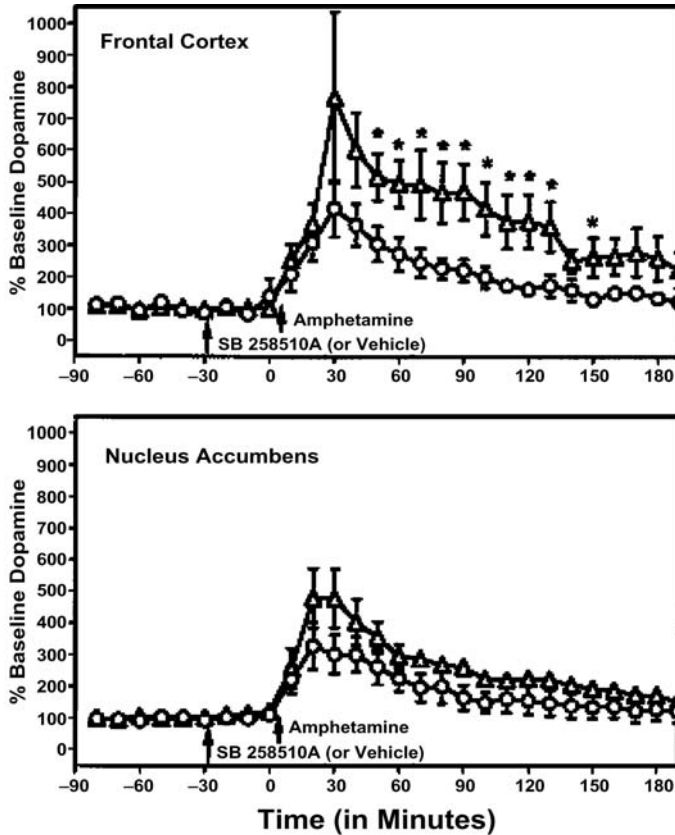 Frontal Cortex
% Baseline Dopamine
1000
900
800
700
600
500
400
300
200
100
0
* * * * * * * * * *
Amphetamine
SB 258510A (or Vehicle)
–90 –60 –30 0 30 60 90 120 150 180
Nucleus Accumbens
% Baseline Dopamine
1000
900
800
700
600
500
400
300
200
100
0
Amphetamine
SB 258510A (or Vehicle)
–90 –60 –30 0 30 60 90 120 150 180
Time (in Minutes)